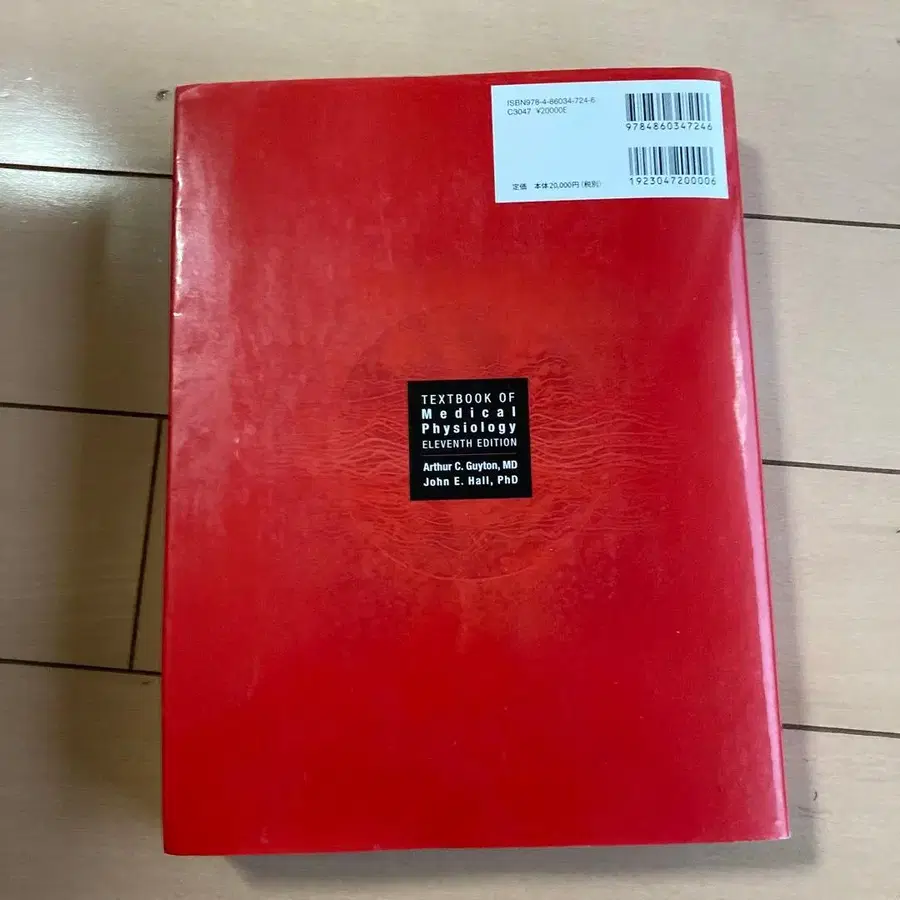 ISBN978-4-86034-724-6
C3047 ¥20000E
9784860347246
定価 本体20,000円(税別)
1923047200006
TEXTBOOK OF
Medical
Physiology
ELEVENTH EDITION
Arthur C. Guyton, MD
John E. Hall, PhD